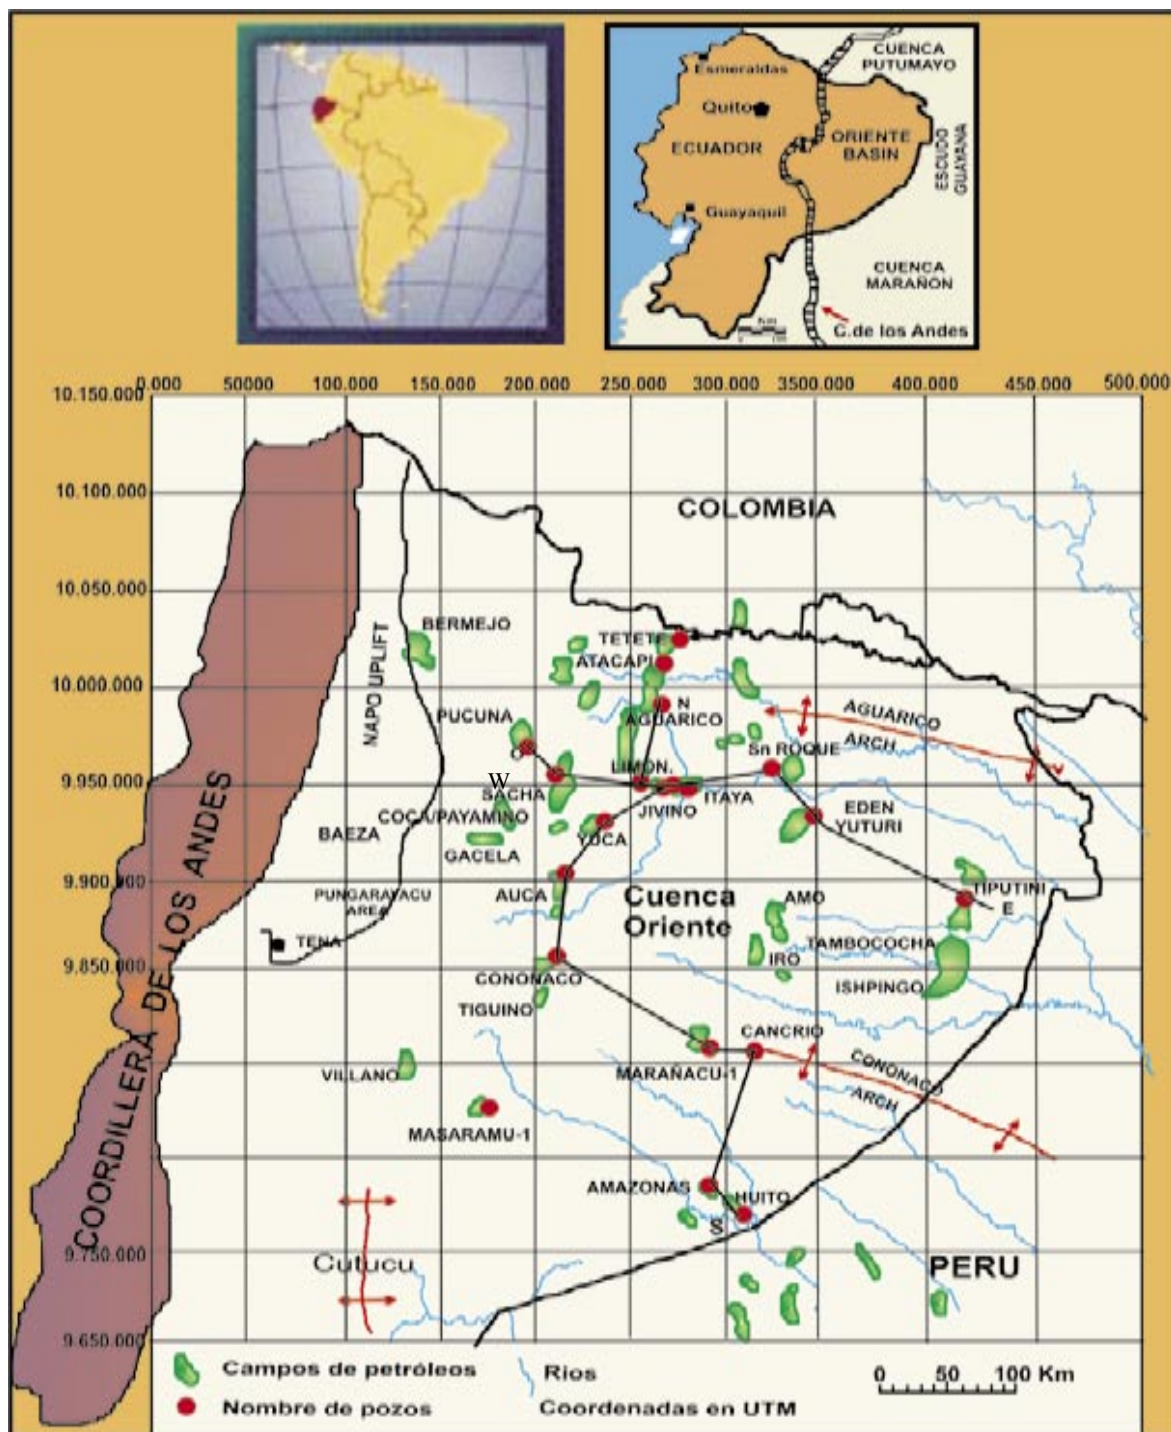 CUENCA
PUTUMAYO
Esmeraldas
Quito
ORIENTE
BASIN
ECUADOR
ESCUDO
GUAYANA
Guayaquil
CUENCA
MARAÑON
Km
C.de los Andes
0.000 50000 100.000 150.000 200.000 250.000 300.000 3500.000 400.000 450.000 500.000
10.150.000
10.100.000
COLOMBIA
10.050.000
BERMEJO
TETETE
ATACAPI
NAPO UPLIFT
10.000.000
PUCUNA
N
AGUARICO
AGUARICO
ARCH
O
Sn ROQUE
LIMON.
9.950.000
W
SACHA
ITAYA
JIVINO
COCA/PAYAMINO
EDEN
YUTURI
BAEZA
YUCA
GACELA
9.900.000
PUNGARAYACU
AREA
AUCA
Cuenca
Oriente
AMO
TIPUTINI
E
TENA
TAMBOCOCHA
IRO
9.850.000
CONONACO
ISHPINGO
TIGUINO
CANCRIO
VILLANO
MARAÑACU-1
CONONACO
ARCH
MASARAMU-1
COORDILLERA DE LOS ANDES
AMAZONAS
HUITO
S
9.750.000
Cutucu
PERU
9.650.000
Campos de petróleos
Rios
0 50 100 Km
Nombre de pozos
Coordenadas en UTM